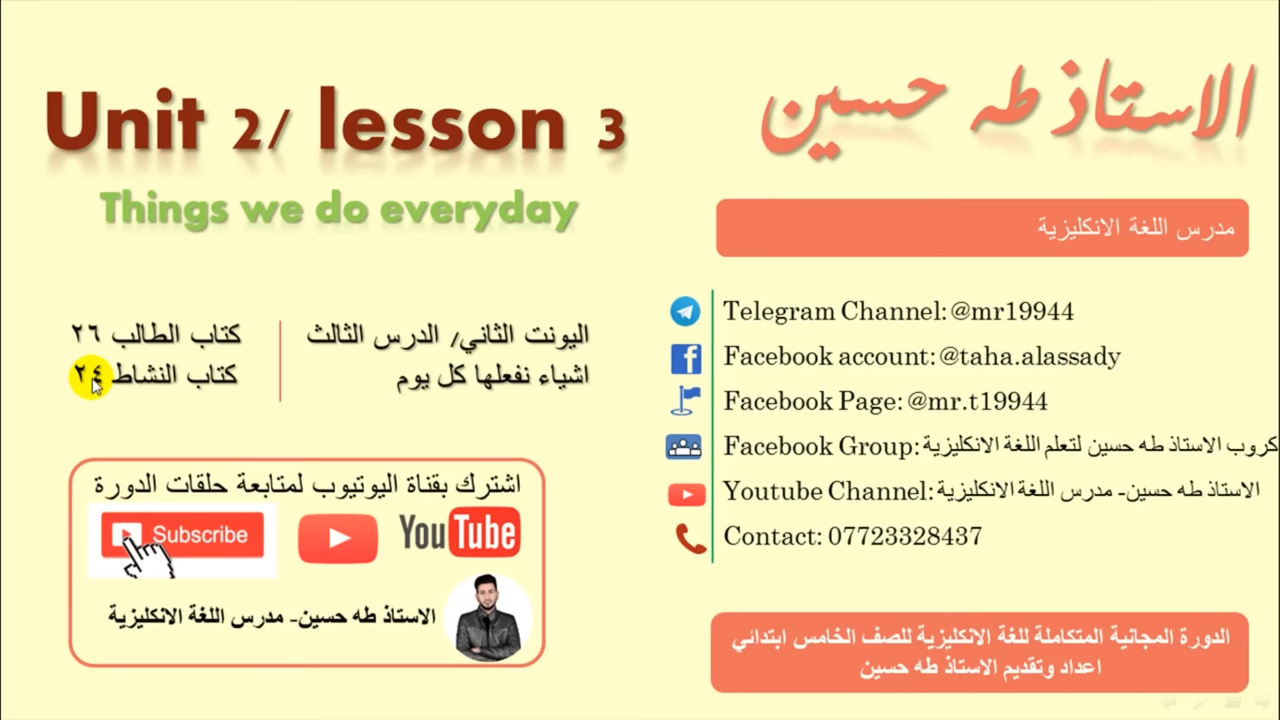 Unit 2/ lesson 3
Things we do everyday
اليونت الثاني/ الدرس الثالث
اشياء نفعلها كل يوم
كتاب الطالب ٢٦
كتاب النشاط ٢٤
اشترك بقناة اليوتيوب لمتابعة حلقات الدورة
Subscribe
YouTube
الاستاذ طه حسين- مدرس اللغة الانكليزية
الاستاذ طه حسين
مدرس اللغة الانكليزية
Telegram Channel: @mr19944
Facebook account: @taha.alassady
Facebook Page: @mr.t19944
Facebook Group: كروب الاستاذ طه حسين لتعلم اللغة الانكليزية
Youtube Channel: الاستاذ طه حسين- مدرس اللغة الانكليزية
Contact: 07723328437
الدورة المجانية المتكاملة للغة الانكليزية للصف الخامس ابتدائي
اعداد وتقديم الاستاذ طه حسين